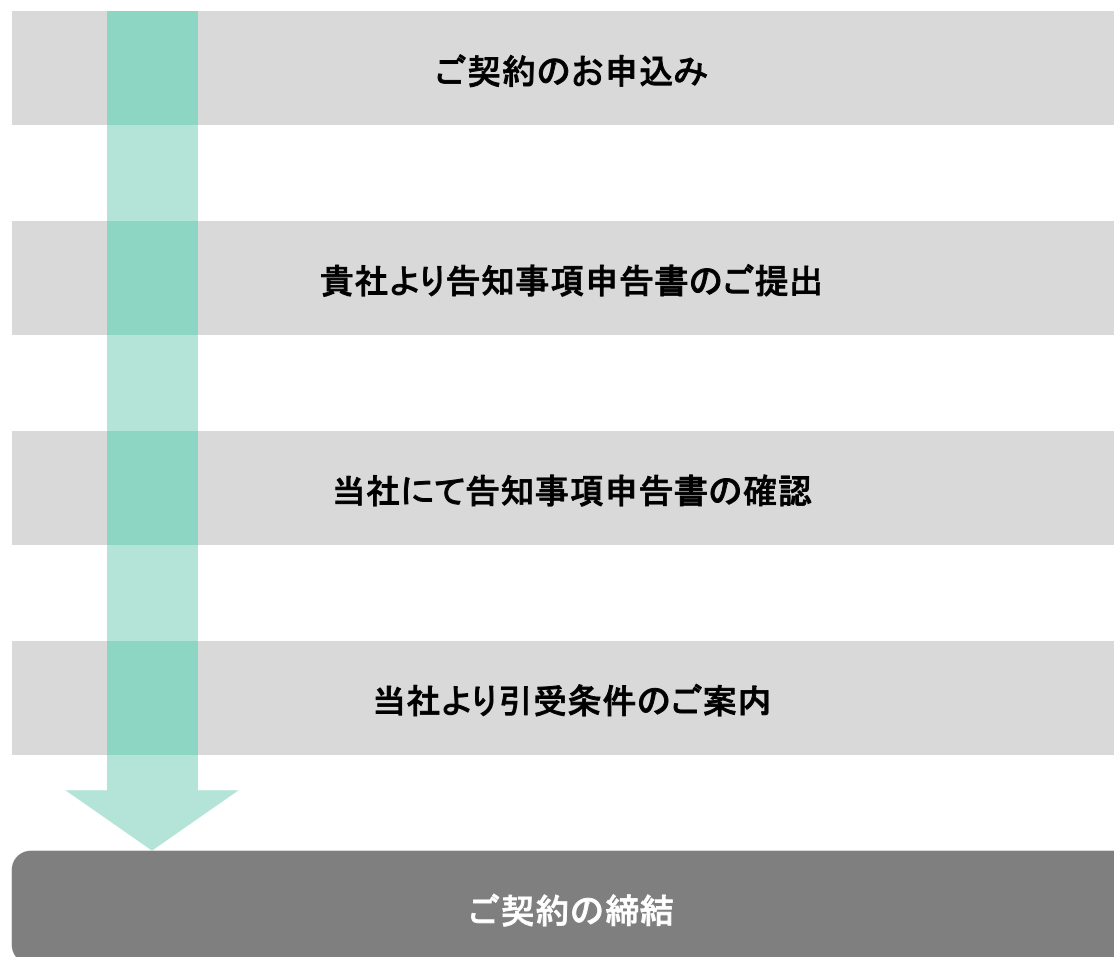 ご契約のお申込み
貴社より告知事項申告書のご提出
当社にて告知事項申告書の確認
当社より引受条件のご案内
ご契約の締結